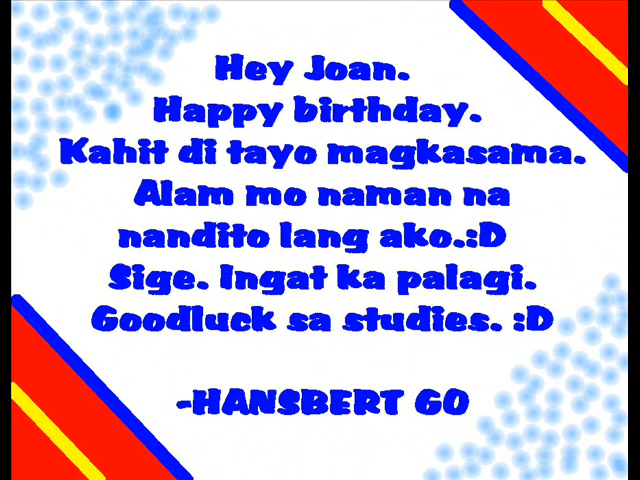 Hey Joan.
Happy birthday.
Kahit di tayo magkasama.
Alam mo naman na
nandito lang ako.:D
Sige. Ingat ka palagi.
Goodluck sa studies. :D
-HANSBERT GO